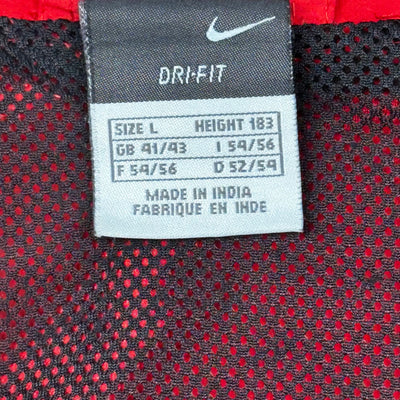 DRI-FIT
SIZE L HEIGHT 183
GB 41/43 I 54/56
F 54/56 D 52/54
MADE IN INDIA
FABRIQUE EN INDE